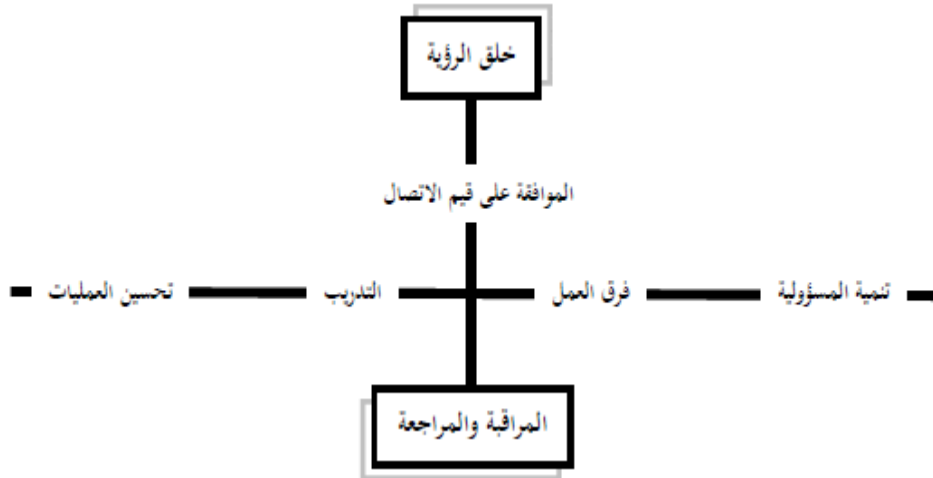 خلق الرؤية
الموافقة على قيم الاتصال
تنمية المسؤولية
فرق العمل
التدريب
تحسين العمليات
المراقبة والمراجعة